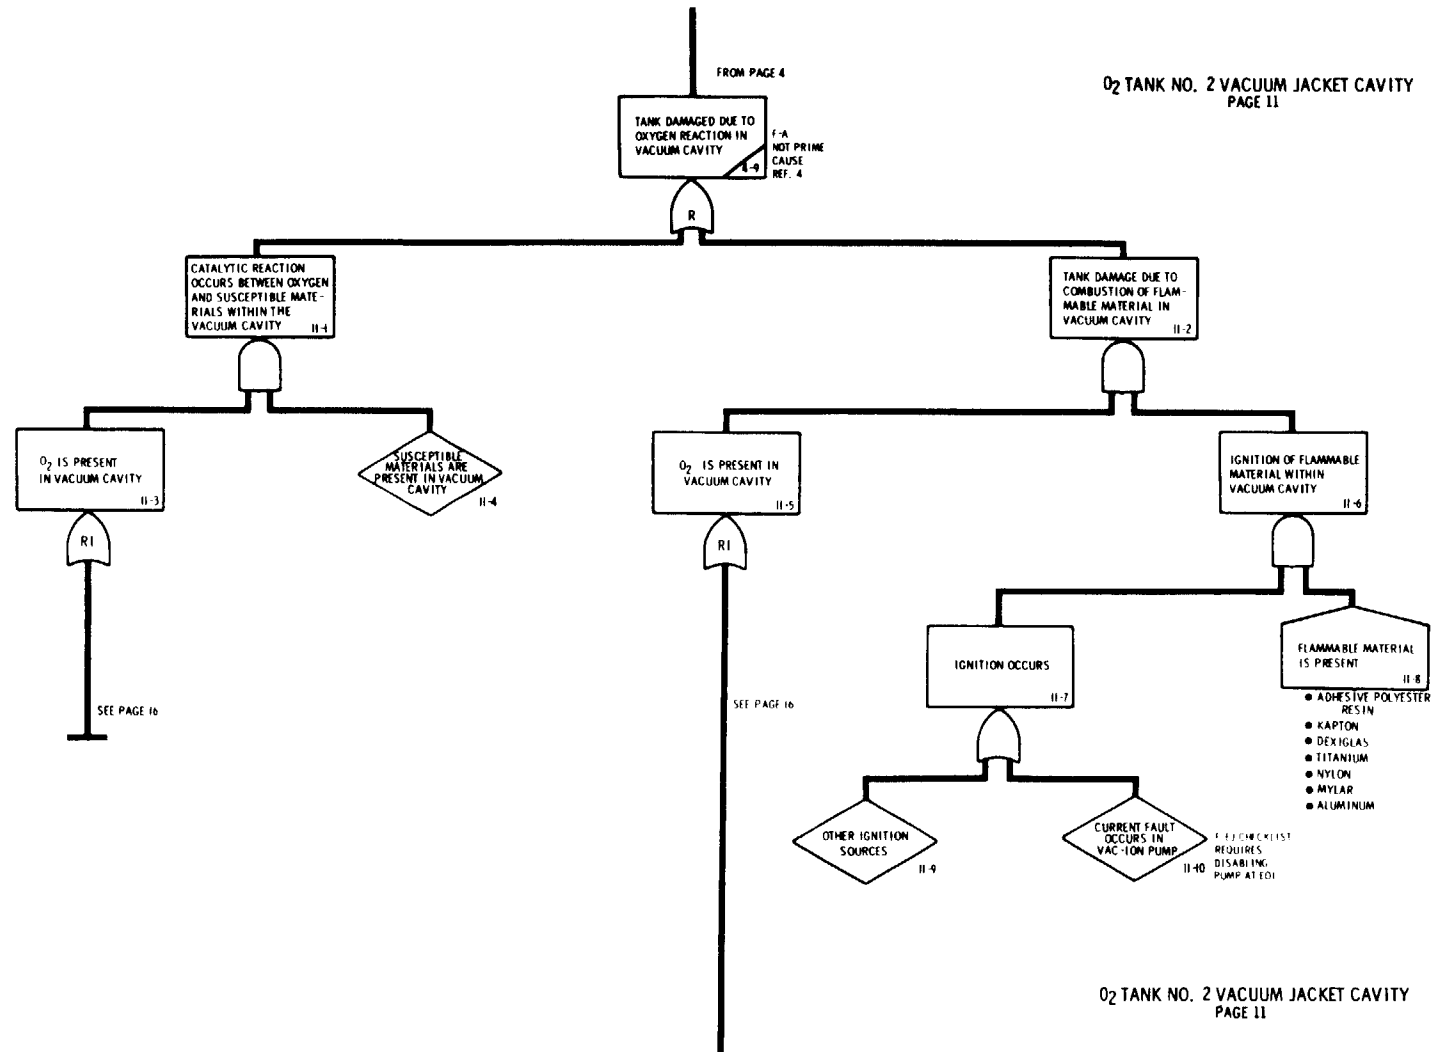 FROM PAGE 4
O2 TANK NO. 2 VACUUM JACKET CAVITY
PAGE 11
TANK DAMAGED DUE TO
OXYGEN REACTION IN
VACUUM CAVITY
4-9
F-A
NOT PRIME
CAUSE
REF. 4
R
CATALYTIC REACTION
OCCURS BETWEEN OXYGEN
AND SUSCEPTIBLE MATE-
RIALS WITHIN THE
VACUUM CAVITY
11-1
TANK DAMAGE DUE TO
COMBUSTION OF FLAM-
MABLE MATERIAL IN
VACUUM CAVITY
11-2
O2 IS PRESENT
IN VACUUM CAVITY
11-3
SUSCEPTIBLE
MATERIALS ARE
PRESENT IN VACUUM
CAVITY
11-4
O2 IS PRESENT IN
VACUUM CAVITY
11-5
IGNITION OF FLAMMABLE
MATERIAL WITHIN
VACUUM CAVITY
11-6
R1
R1
IGNITION OCCURS
11-7
FLAMMABLE MATERIAL
IS PRESENT
11-8
● ADHESIVE POLYESTER
RESIN
● KAPTON
● DEXIGLAS
● TITANIUM
● NYLON
● MYLAR
● ALUMINUM
SEE PAGE 16
SEE PAGE 16
OTHER IGNITION
SOURCES
11-9
CURRENT FAULT
OCCURS IN
VAC-ION PUMP
11-10
CHECKLIST
REQUIRES
DISABLING
PUMP AT EOI
O2 TANK NO. 2 VACUUM JACKET CAVITY
PAGE 11